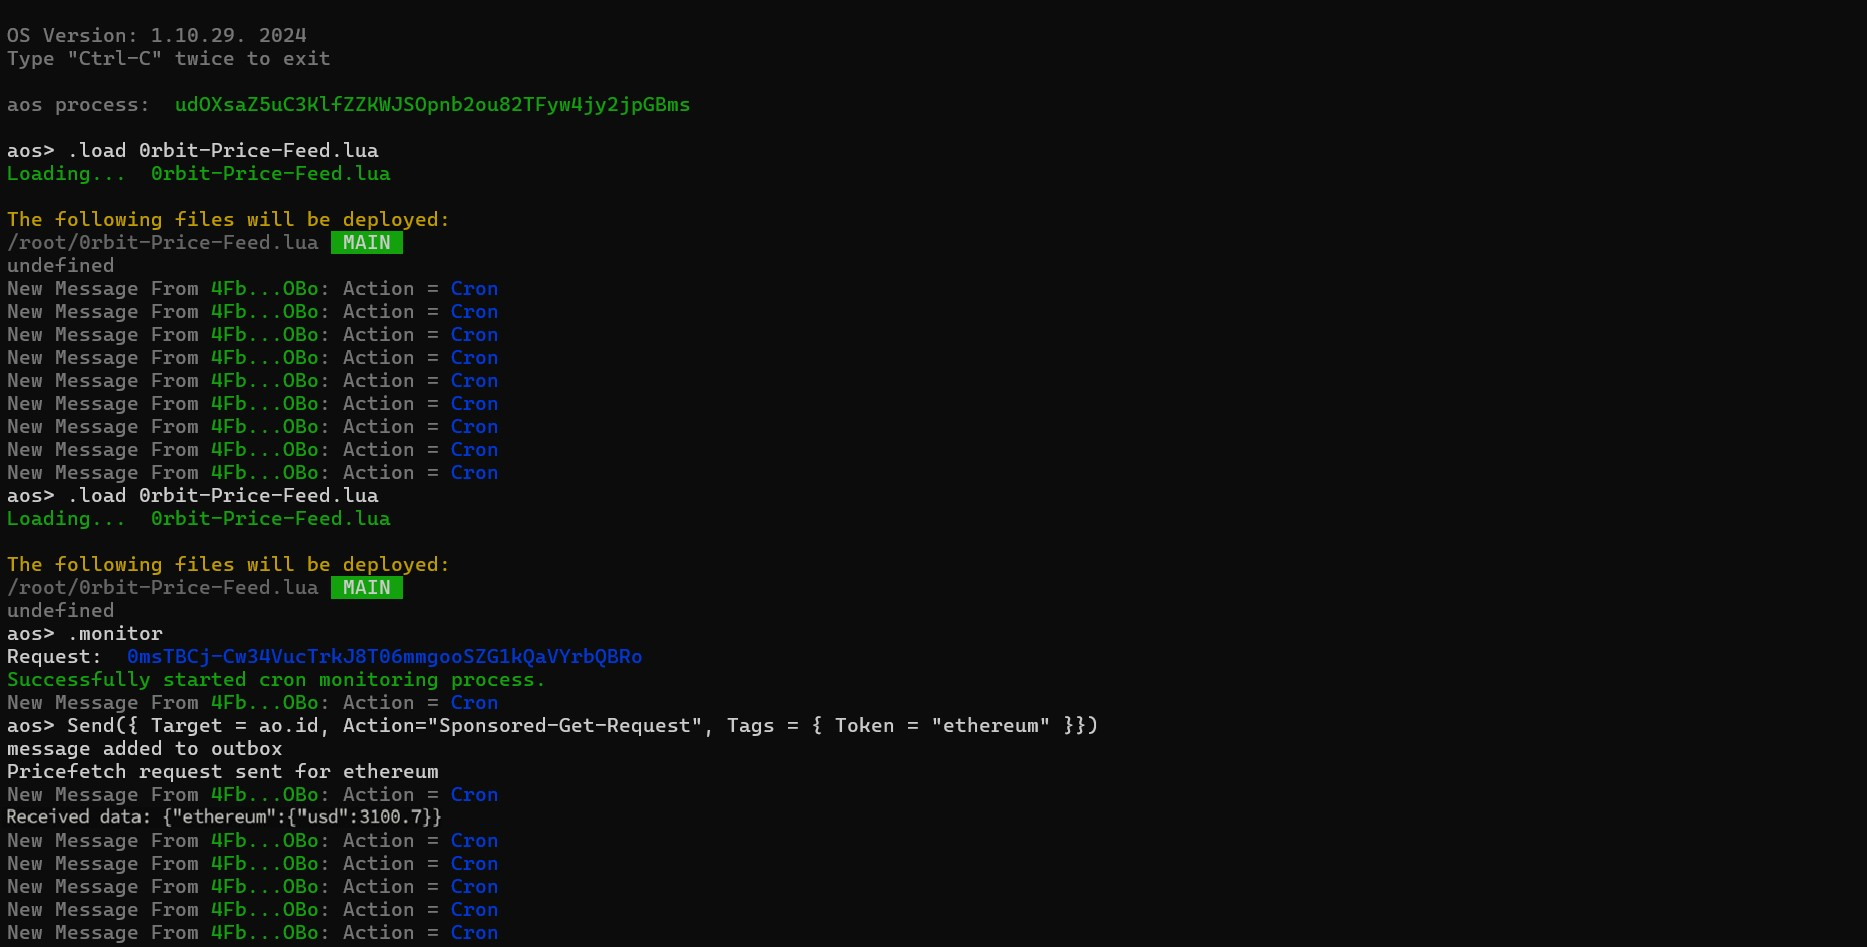 OS Version: 1.10.29. 2024
Type "Ctrl-C" twice to exit
aos process:  udOXsaZ5uC3KlfZZKWJSOpnb2ou82TFyw4jy2jpGBms
aos> .load 0rbit-Price-Feed.lua
Loading...  0rbit-Price-Feed.lua
The following files will be deployed:
/root/0rbit-Price-Feed.lua MAIN
undefined
New Message From 4Fb...OBo: Action = Cron
New Message From 4Fb...OBo: Action = Cron
New Message From 4Fb...OBo: Action = Cron
New Message From 4Fb...OBo: Action = Cron
New Message From 4Fb...OBo: Action = Cron
New Message From 4Fb...OBo: Action = Cron
New Message From 4Fb...OBo: Action = Cron
New Message From 4Fb...OBo: Action = Cron
New Message From 4Fb...OBo: Action = Cron
aos> .load 0rbit-Price-Feed.lua
Loading...  0rbit-Price-Feed.lua
The following files will be deployed:
/root/0rbit-Price-Feed.lua MAIN
undefined
aos> .monitor
Request:  0msTBCj-Cw34VucTrkJ8T06mmgooSZG1kQaVYrbQBRo
Successfully started cron monitoring process.
New Message From 4Fb...OBo: Action = Cron
aos> Send({ Target = ao.id, Action="Sponsored-Get-Request", Tags = { Token = "ethereum" }})
message added to outbox
Pricefetch request sent for ethereum
New Message From 4Fb...OBo: Action = Cron
Received data: {"ethereum":{"usd":3100.7}}
New Message From 4Fb...OBo: Action = Cron
New Message From 4Fb...OBo: Action = Cron
New Message From 4Fb...OBo: Action = Cron
New Message From 4Fb...OBo: Action = Cron
New Message From 4Fb...OBo: Action = Cron